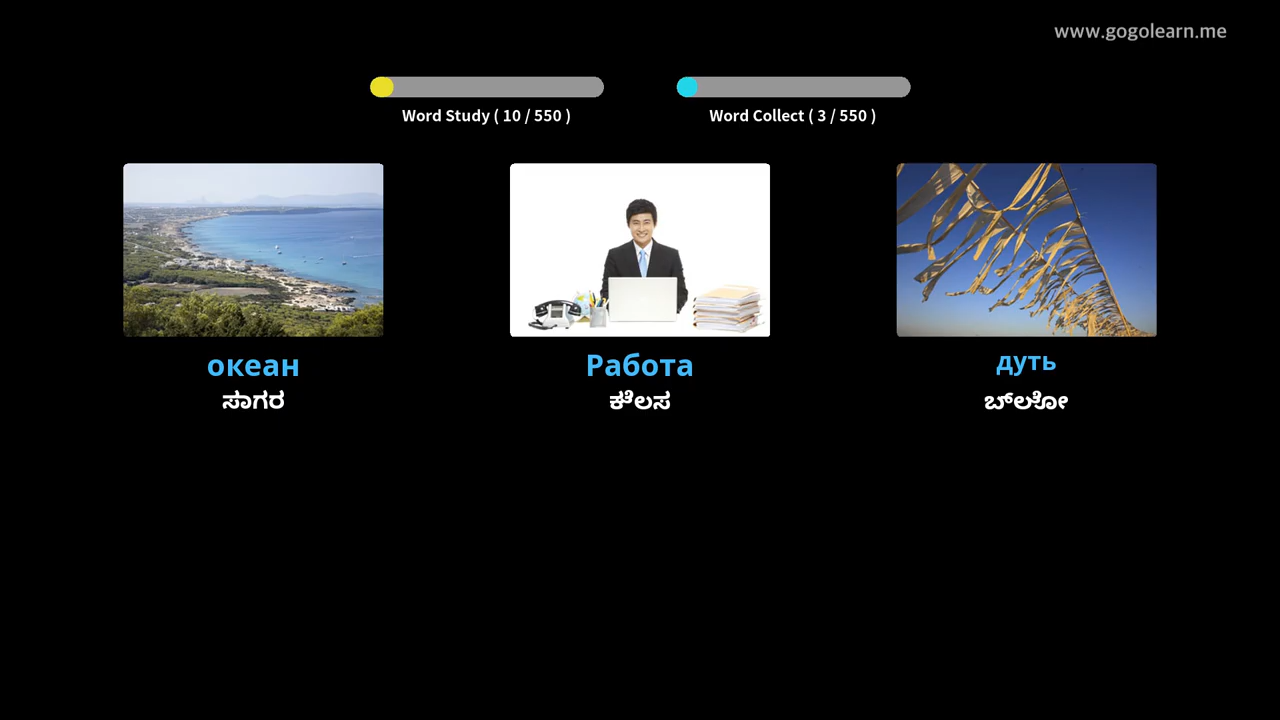 www.gogolearn.me
Word Study ( 10 / 550 )
Word Collect ( 3 / 550 )
океан
Работа
дуть
ಸಾಗರ
ಕೆಲಸ
ಬ್ಲೋ